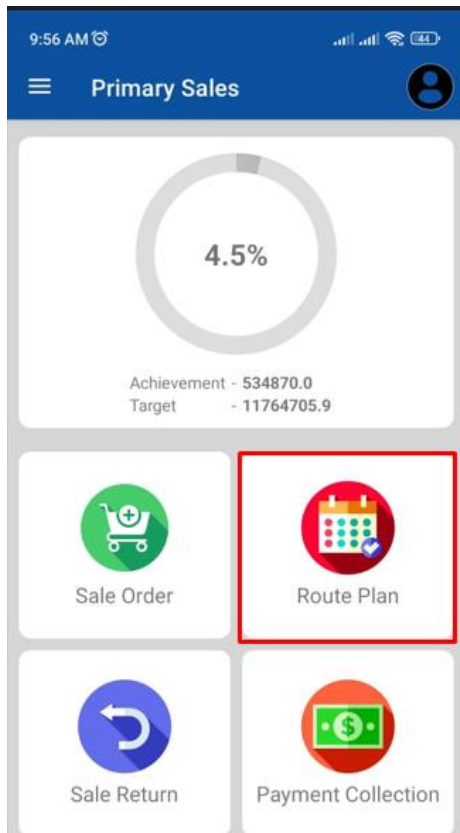 9:56 AM
44
Primary Sales
4.5%
Achievement - 534870.0
Target - 11764705.9
Sale Order
Route Plan
$
Sale Return
Payment Collection